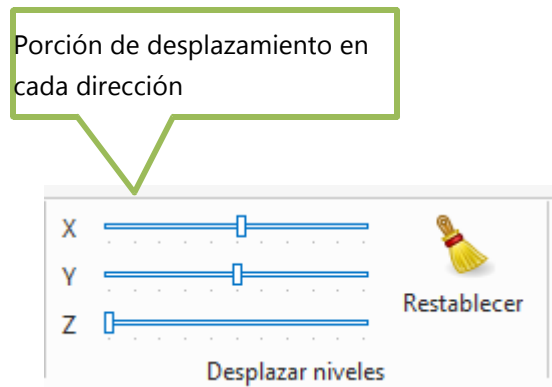 Porción de desplazamiento en
cada dirección
X
Y
Z
Restablecer
Desplazar niveles